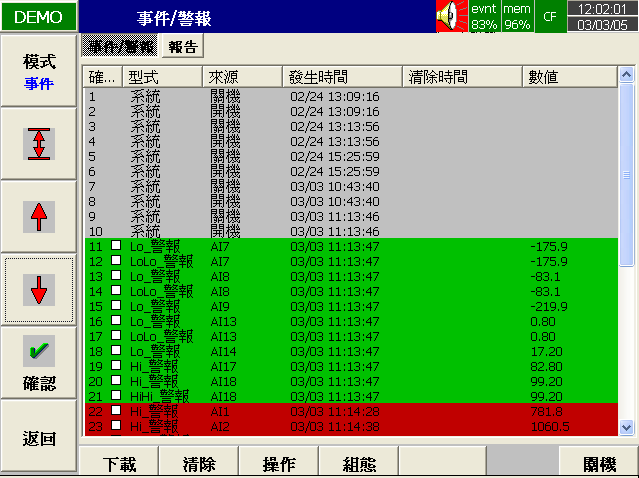 DEMO
事件/警報
evnt 83%
mem 96%
CF
12:02:01
03/03/05
模式
事件
確認
返回
事件/警報 報告
確... 型式 來源 發生時間 清除時間 數值
1 系統 關機 02/24 13:09:16
2 系統 開機 02/24 13:09:16
3 系統 關機 02/24 13:13:56
4 系統 開機 02/24 13:13:56
5 系統 關機 02/24 15:25:59
6 系統 開機 02/24 15:25:59
7 系統 關機 03/03 10:43:40
8 系統 開機 03/03 10:43:40
9 系統 關機 03/03 11:13:46
10 系統 開機 03/03 11:13:46
11 Lo_警報 AI7 03/03 11:13:47 -175.9
12 LoLo_警報 AI7 03/03 11:13:47 -175.9
13 Lo_警報 AI8 03/03 11:13:47 -83.1
14 LoLo_警報 AI8 03/03 11:13:47 -83.1
15 Lo_警報 AI9 03/03 11:13:47 -219.9
16 Lo_警報 AI13 03/03 11:13:47 0.80
17 LoLo_警報 AI13 03/03 11:13:47 0.80
18 Lo_警報 AI14 03/03 11:13:47 17.20
19 Hi_警報 AI17 03/03 11:13:47 82.80
20 Hi_警報 AI18 03/03 11:13:47 99.20
21 HiHi_警報 AI18 03/03 11:13:47 99.20
22 Hi_警報 AI1 03/03 11:14:28 781.8
23 Hi_警報 AI2 03/03 11:14:38 1060.5
下載 清除 操作 組態 關機